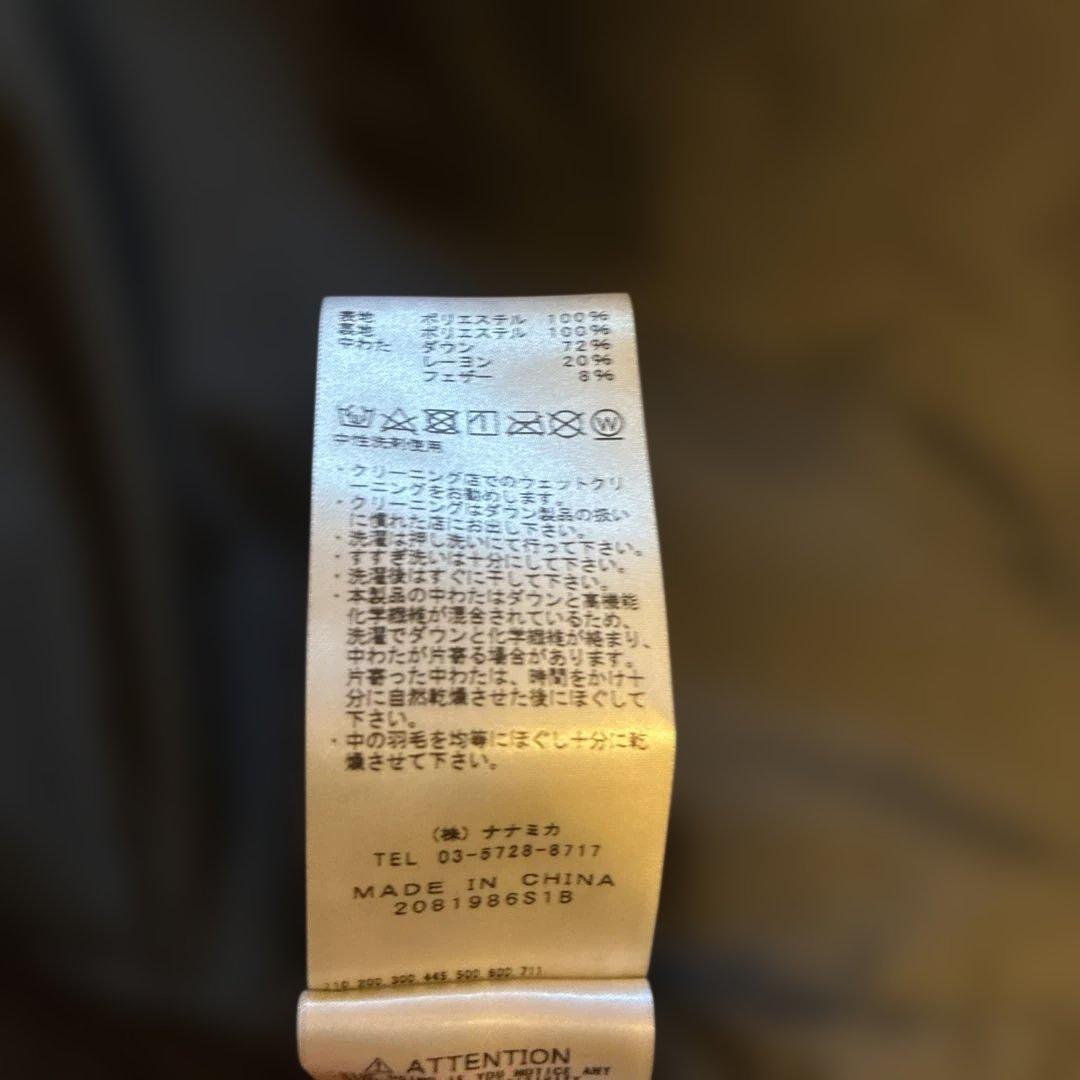 表地 ポリエステル 100%
裏地 ポリエステル 100%
中わた ダウン 72%
レーヨン 20%
フェザー 8%
W
中性洗剤使用
・クリーニング店でのウェットクリ
ーニングをお勧めします。
・クリーニングはダウン製品の扱い
に慣れた店にお出し下さい。
・洗濯は押し洗いにて行って下さい。
・すすぎ洗いは十分にして下さい。
・洗濯後はすぐに干して下さい。
・本製品の中わたはダウンと高機能
化学繊維が混合されているため、
洗濯でダウンと化学繊維が絡まり、
中わたが片寄る場合があります。
片寄った中わたは、時間をかけ十
分に自然乾燥させた後にほぐして
下さい。
・中の羽毛を均等にほぐし十分に乾
燥させて下さい。
(株) ナナミカ
TEL 03-5728-8717
MADE IN CHINA
2081986S1B
200 300 445 500 600 711
ATTENTION
IF YOU NOTICE ANY